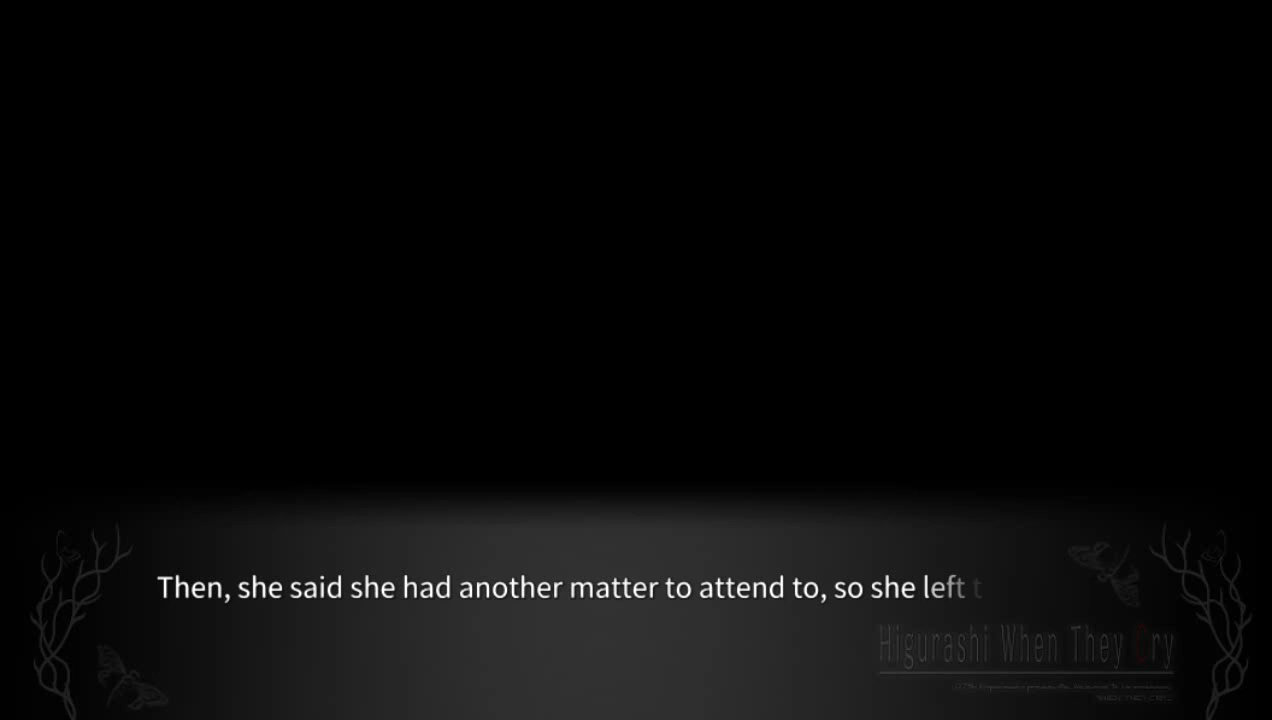 Then, she said she had another matter to attend to, so she left t
Higurashi When They Cry